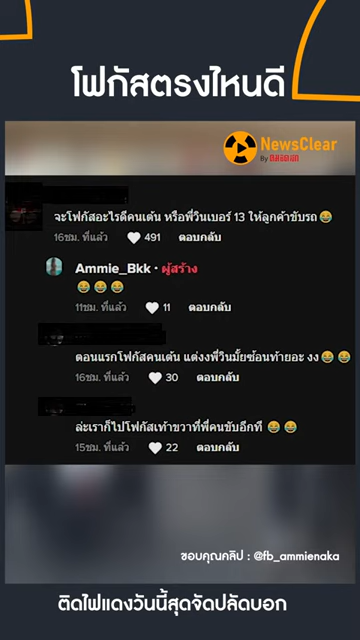 โฟกัสตรงไหนดี
NewsClear
By ฮอตเดต
จะโฟกัสอะไรดีคนเต้น หรือพี่วินเบอร์ 13 ให้ลูกค้าขับรถ😂
16ชม. ที่แล้ว 491 ตอบกลับ
Ammie_Bkk · ผู้สร้าง
😂😂😂
11ชม. ที่แล้ว 11 ตอบกลับ
ตอนแรกโฟกัสคนเต้น แต่งงพี่วินมั้ยซ้อนท้ายอะ งง😂😂
16ชม. ที่แล้ว 30 ตอบกลับ
ล่ะเราก็ไปโฟกัสเท้าขวาที่พี่คนขับอีกที 😂😂
15ชม. ที่แล้ว 22 ตอบกลับ
ขอบคุณคลิป : @fb_ammienaka
ติดไฟแดงวันนี้สุดจัดปลัดบอก